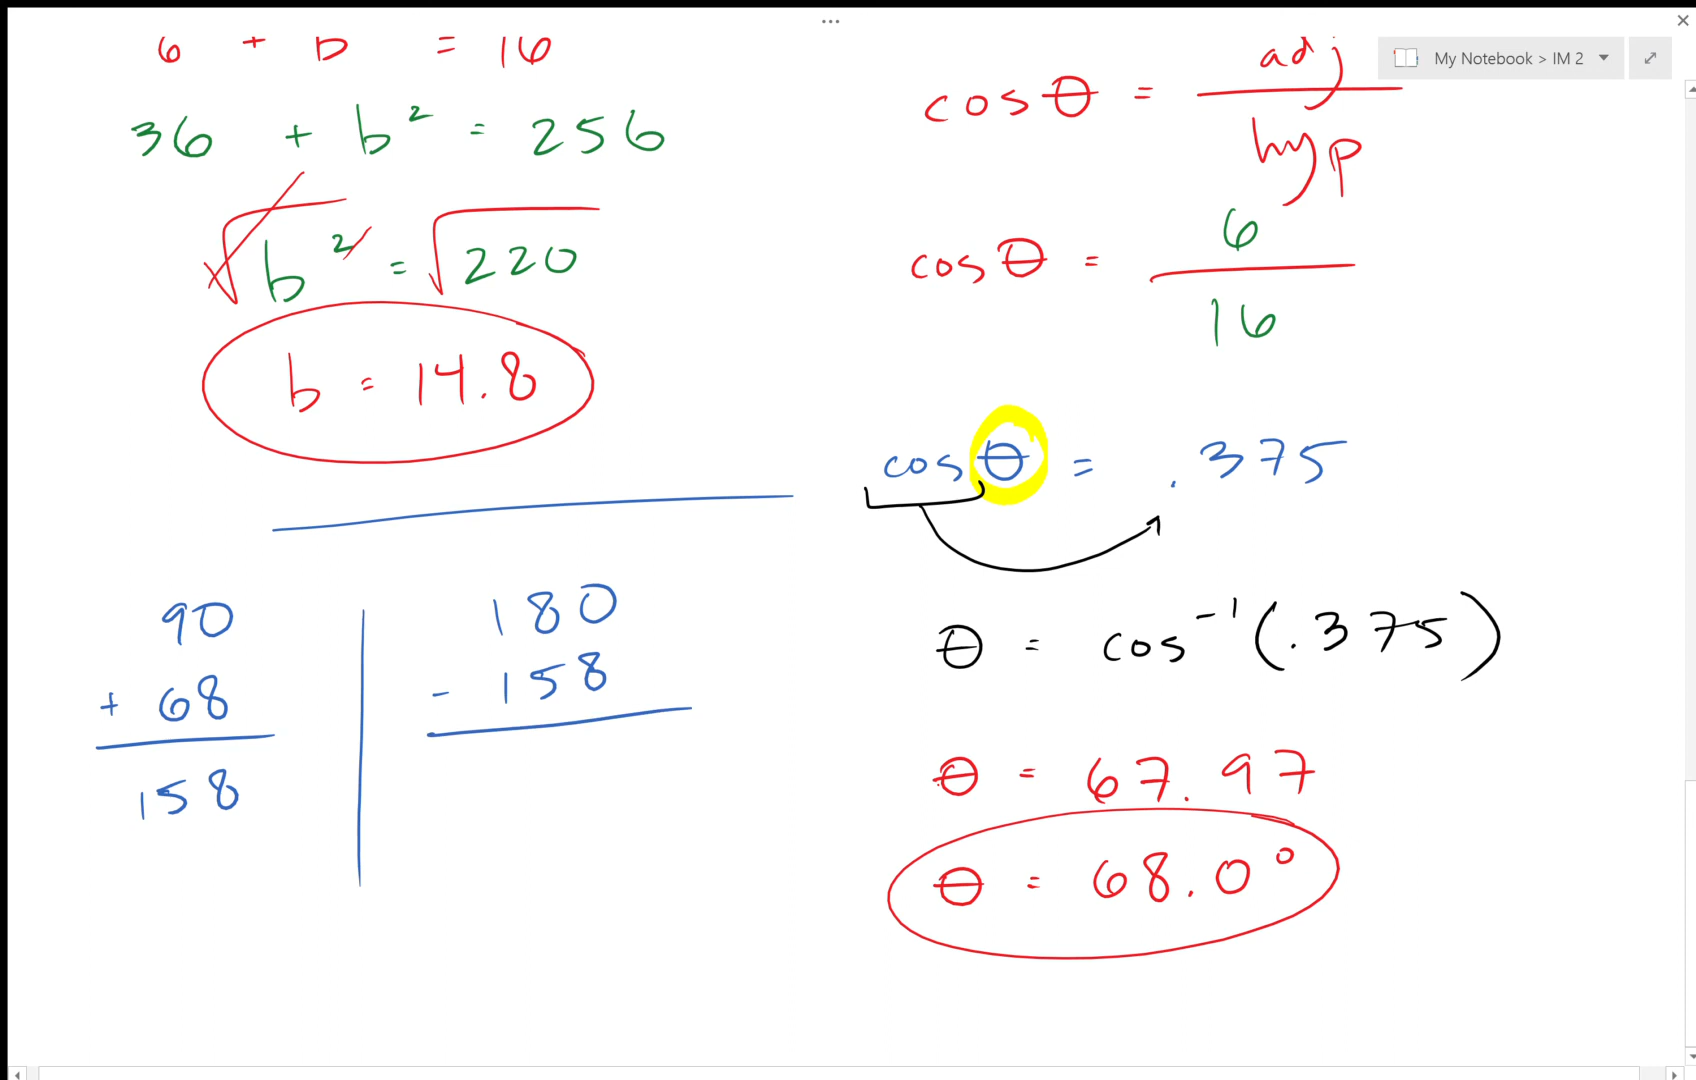 My Notebook > IM 2
6 + b = 16
36 + b² = 256
√b² = √220
b = 14.8
90
+ 68
158
180
- 158
cos θ = adj
hyp
cos θ = 6
16
cos θ = .375
θ = cos⁻¹(.375)
θ = 67.97
θ = 68.0°